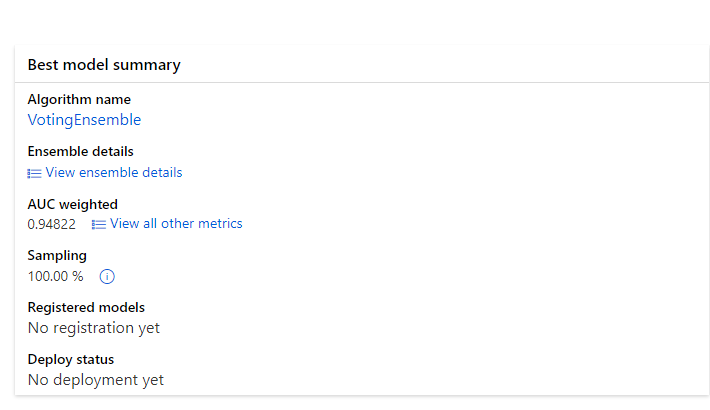 Best model summary
Algorithm name
VotingEnsemble
Ensemble details
View ensemble details
AUC weighted
0.94822 View all other metrics
Sampling
100.00 %
Registered models
No registration yet
Deploy status
No deployment yet